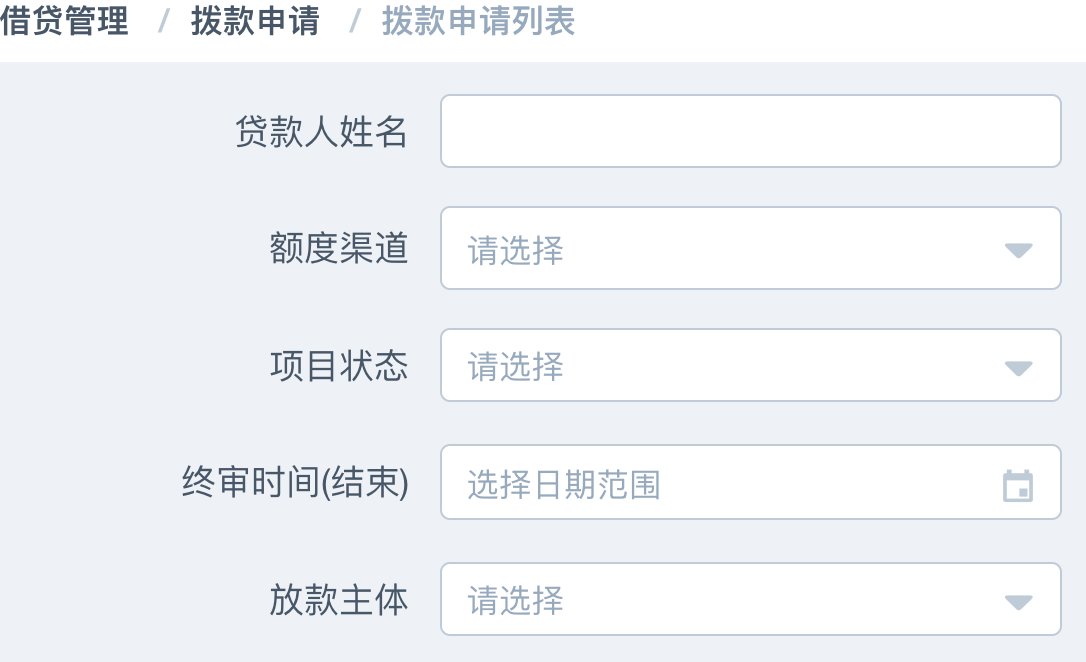 借贷管理 / 拨款申请 / 拨款申请列表
贷款人姓名
额度渠道 请选择
项目状态 请选择
终审时间(结束) 选择日期范围
放款主体 请选择